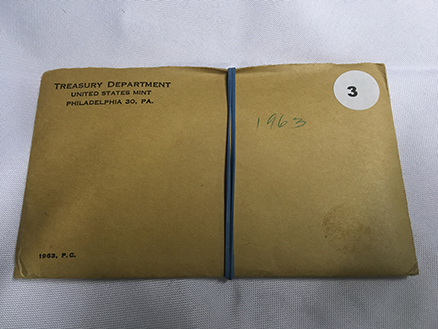 TREASURY DEPARTMENT
UNITED STATES MINT
PHILADELPHIA 30, PA.
3
1963
1963, P.C.